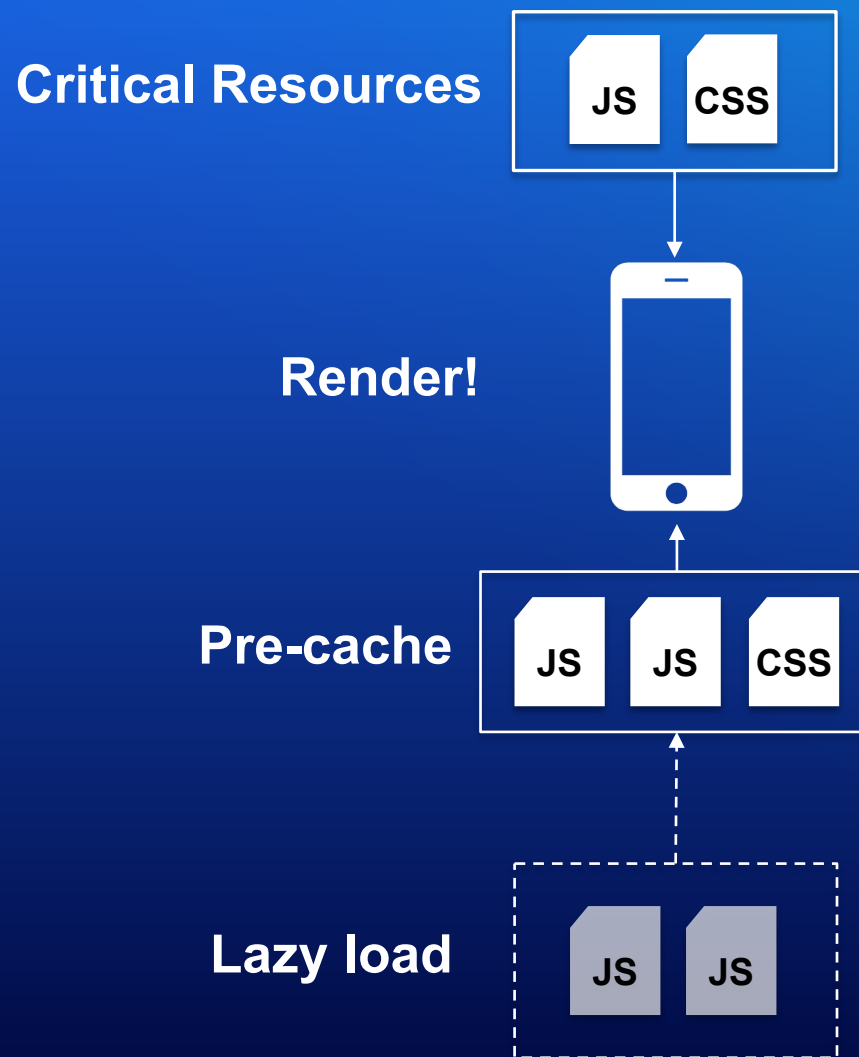 Critical Resources
JS CSS
Render!
Pre-cache
JS JS CSS
Lazy load
JS JS